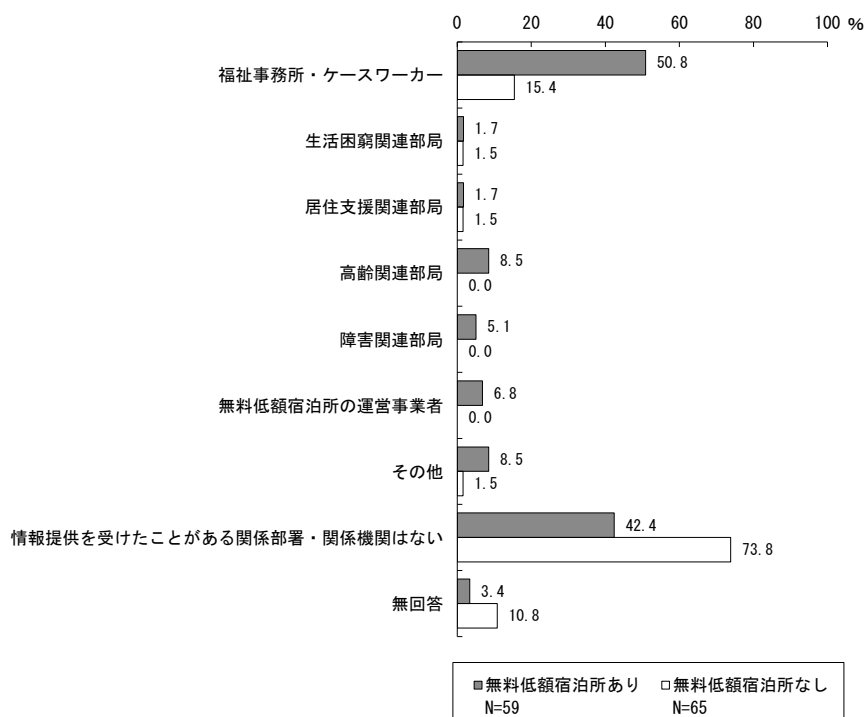 0 20 40 60 80 100 %
福祉事務所・ケースワーカー
50.8
15.4
生活困窮関連部局
1.7
1.5
居住支援関連部局
1.7
1.5
高齢関連部局
8.5
0.0
障害関連部局
5.1
0.0
無料低額宿泊所の運営事業者
6.8
0.0
その他
8.5
1.5
情報提供を受けたことがある関係部署・関係機関はない
42.4
73.8
無回答
3.4
10.8
無料低額宿泊所あり 無料低額宿泊所なし
N=59 N=65